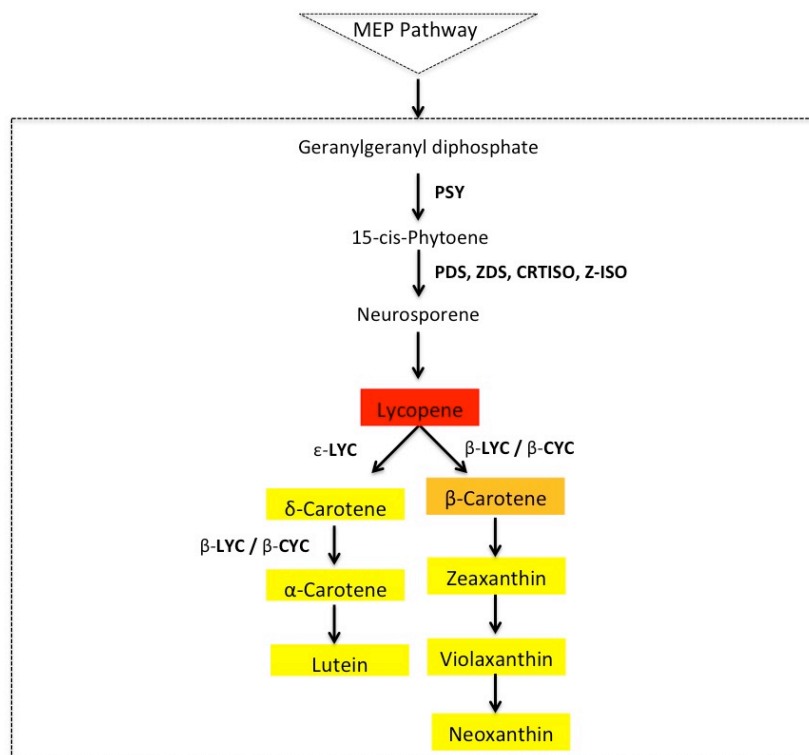 MEP Pathway
Geranylgeranyl diphosphate
PSY
15-cis-Phytoene
PDS, ZDS, CRTISO, Z-ISO
Neurosporene
Lycopene
ε-LYC
β-LYC / β-CYC
δ-Carotene
β-Carotene
β-LYC / β-CYC
Zeaxanthin
α-Carotene
Lutein
Violaxanthin
Neoxanthin